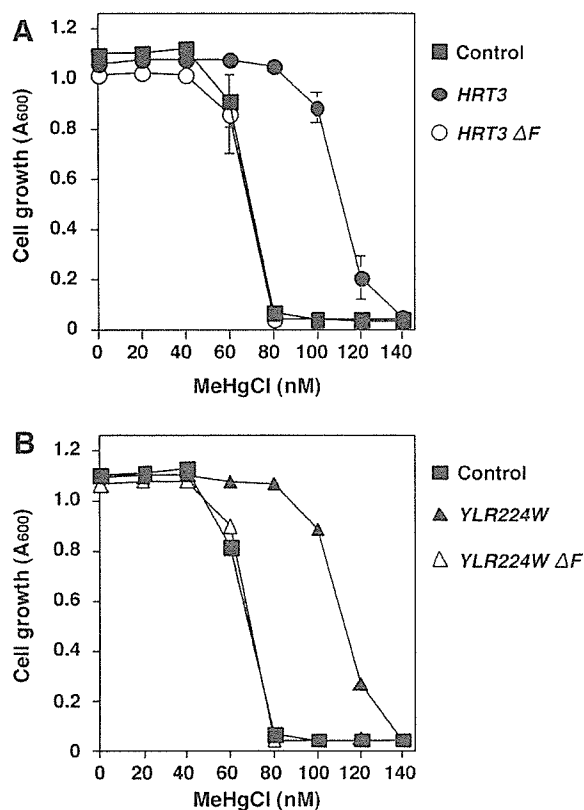 A
1.2
1.0
0.8
0.6
0.4
0.2
0
Cell growth (A600)
0 20 40 60 80 100 120 140
MeHgCl (nM)
Control
HRT3
HRT3 ΔF
B
1.2
1.0
0.8
0.6
0.4
0.2
0
Cell growth (A600)
0 20 40 60 80 100 120 140
MeHgCl (nM)
Control
YLR224W
YLR224W ΔF